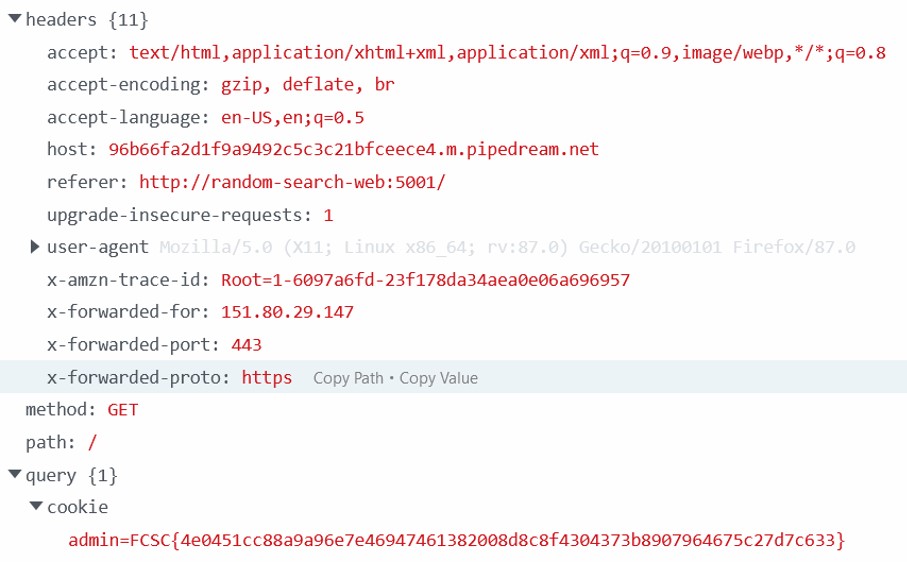 headers {11}
accept: text/html,application/xhtml+xml,application/xml;q=0.9,image/webp,*/*;q=0.8
accept-encoding: gzip, deflate, br
accept-language: en-US,en;q=0.5
host: 96b66fa2d1f9a9492c5c3c21bfceece4.m.pipedream.net
referer: http://random-search-web:5001/
upgrade-insecure-requests: 1
user-agent Mozilla/5.0 (X11; Linux x86_64; rv:87.0) Gecko/20100101 Firefox/87.0
x-amzn-trace-id: Root=1-6097a6fd-23f178da34aea0e06a696957
x-forwarded-for: 151.80.29.147
x-forwarded-port: 443
x-forwarded-proto: https Copy Path • Copy Value
method: GET
path: /
query {1}
cookie
admin=FCSC{4e0451cc88a9a96e7e46947461382008d8c8f4304373b8907964675c27d7c633}